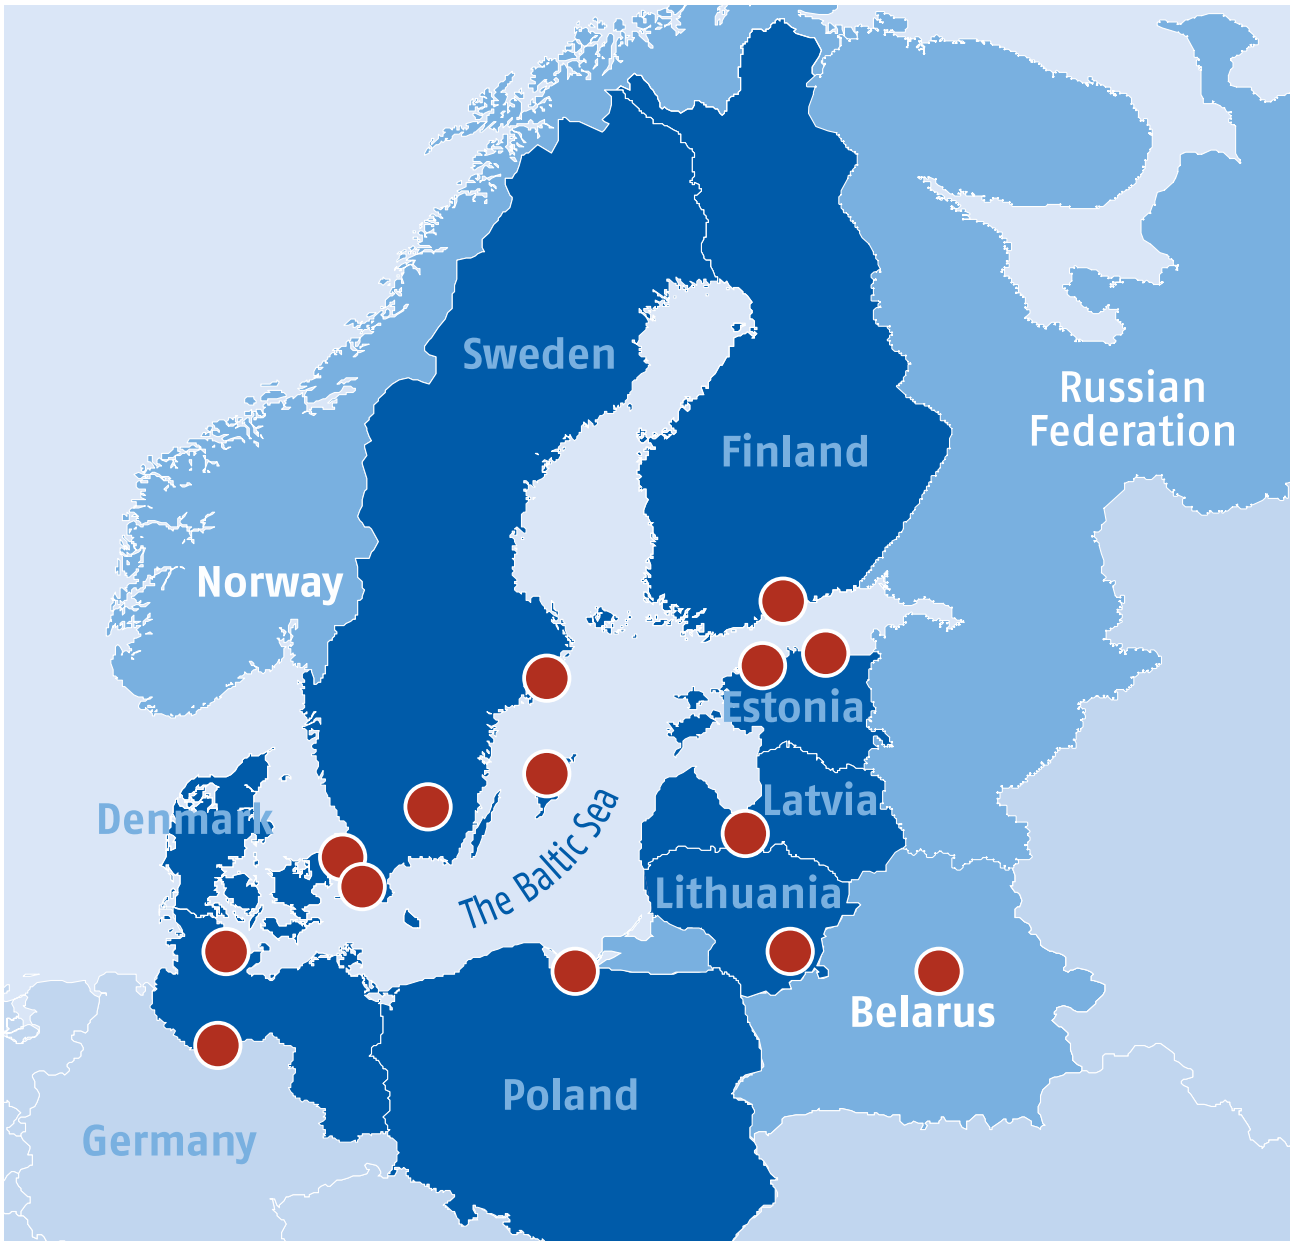 Sweden
Russian
Federation
Finland
Norway
Estonia
Denmark
Latvia
The Baltic Sea
Lithuania
Belarus
Poland
Germany